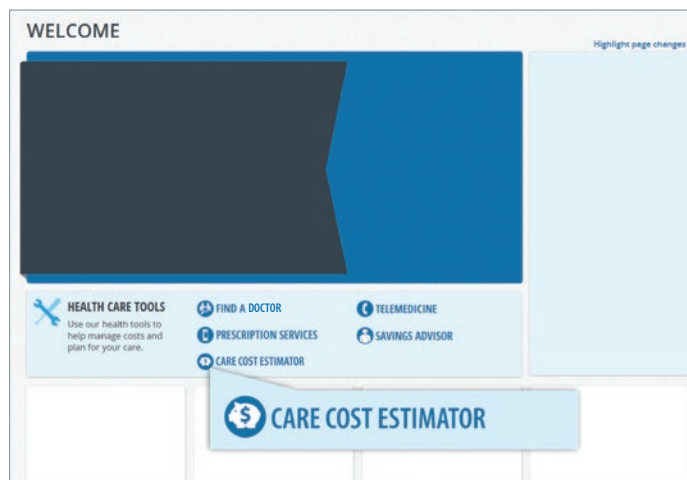 WELCOME
Highlight page changes
HEALTH CARE TOOLS
Use our health tools to
help manage costs and
plan for your care.
FIND A DOCTOR
PRESCRIPTION SERVICES
CARE COST ESTIMATOR
TELEMEDICINE
SAVINGS ADVISOR
$ CARE COST ESTIMATOR